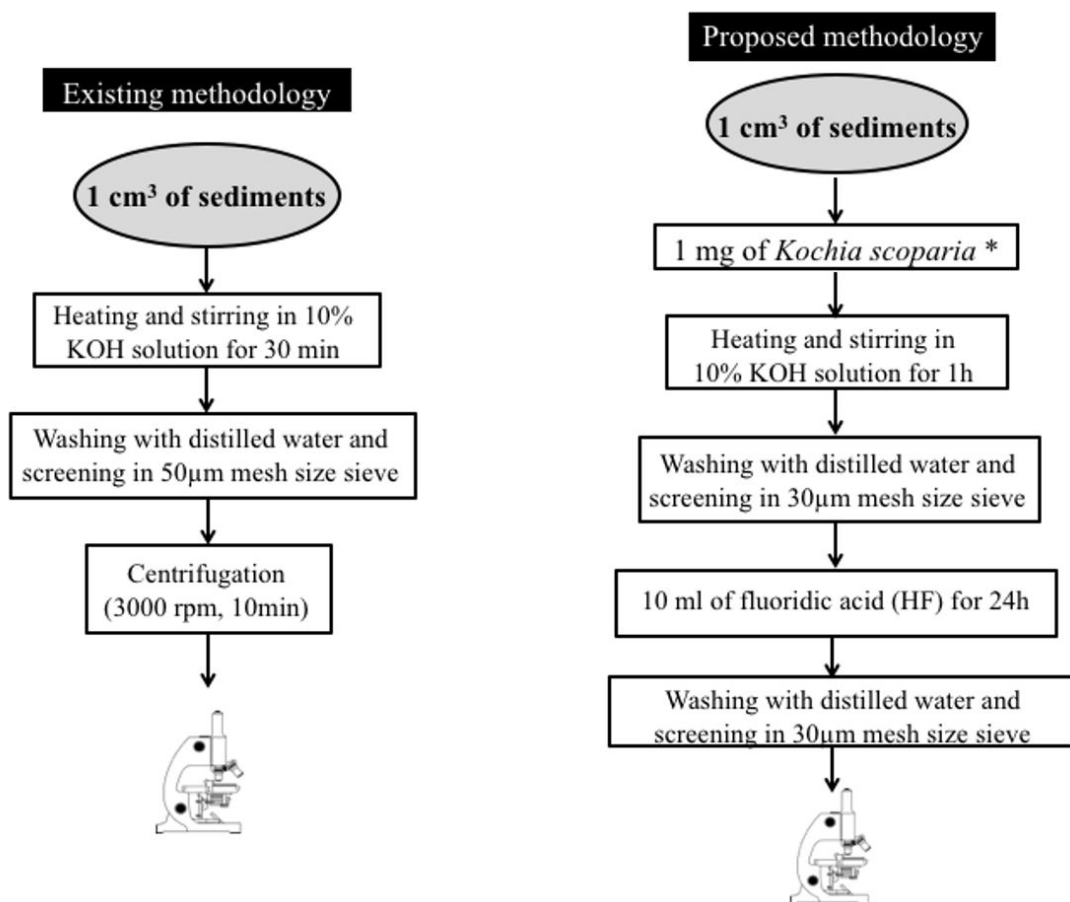 Existing methodology
1 cm³ of sediments
Heating and stirring in 10%
KOH solution for 30 min
Washing with distilled water and
screening in 50µm mesh size sieve
Centrifugation
(3000 rpm, 10min)
Proposed methodology
1 cm³ of sediments
1 mg of Kochia scoparia *
Heating and stirring in
10% KOH solution for 1h
Washing with distilled water and
screening in 30µm mesh size sieve
10 ml of fluoridic acid (HF) for 24h
Washing with distilled water and
screening in 30µm mesh size sieve